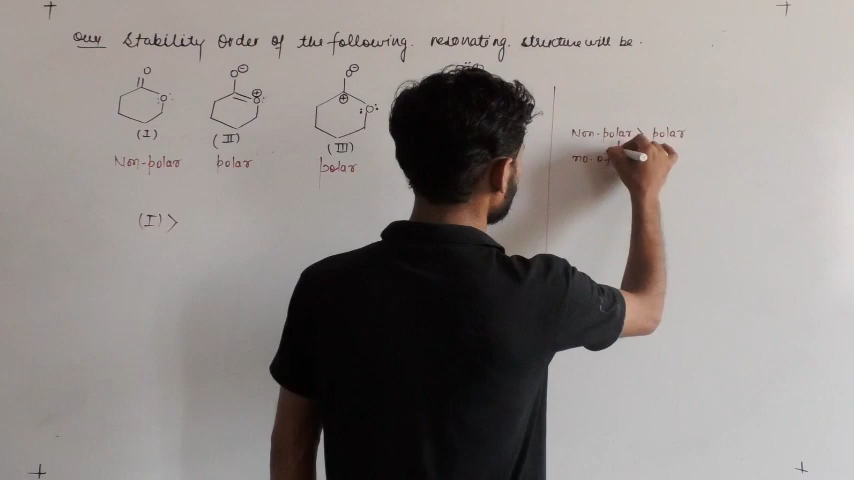 Que Stability Order of the following. resonating. structure will be.
O O⊖ O⊖
O: ⊕ O: ⊕ :O:
(I) (II) (III)
Non-polar polar polar
(I) >
Non-polar > polar
no. o